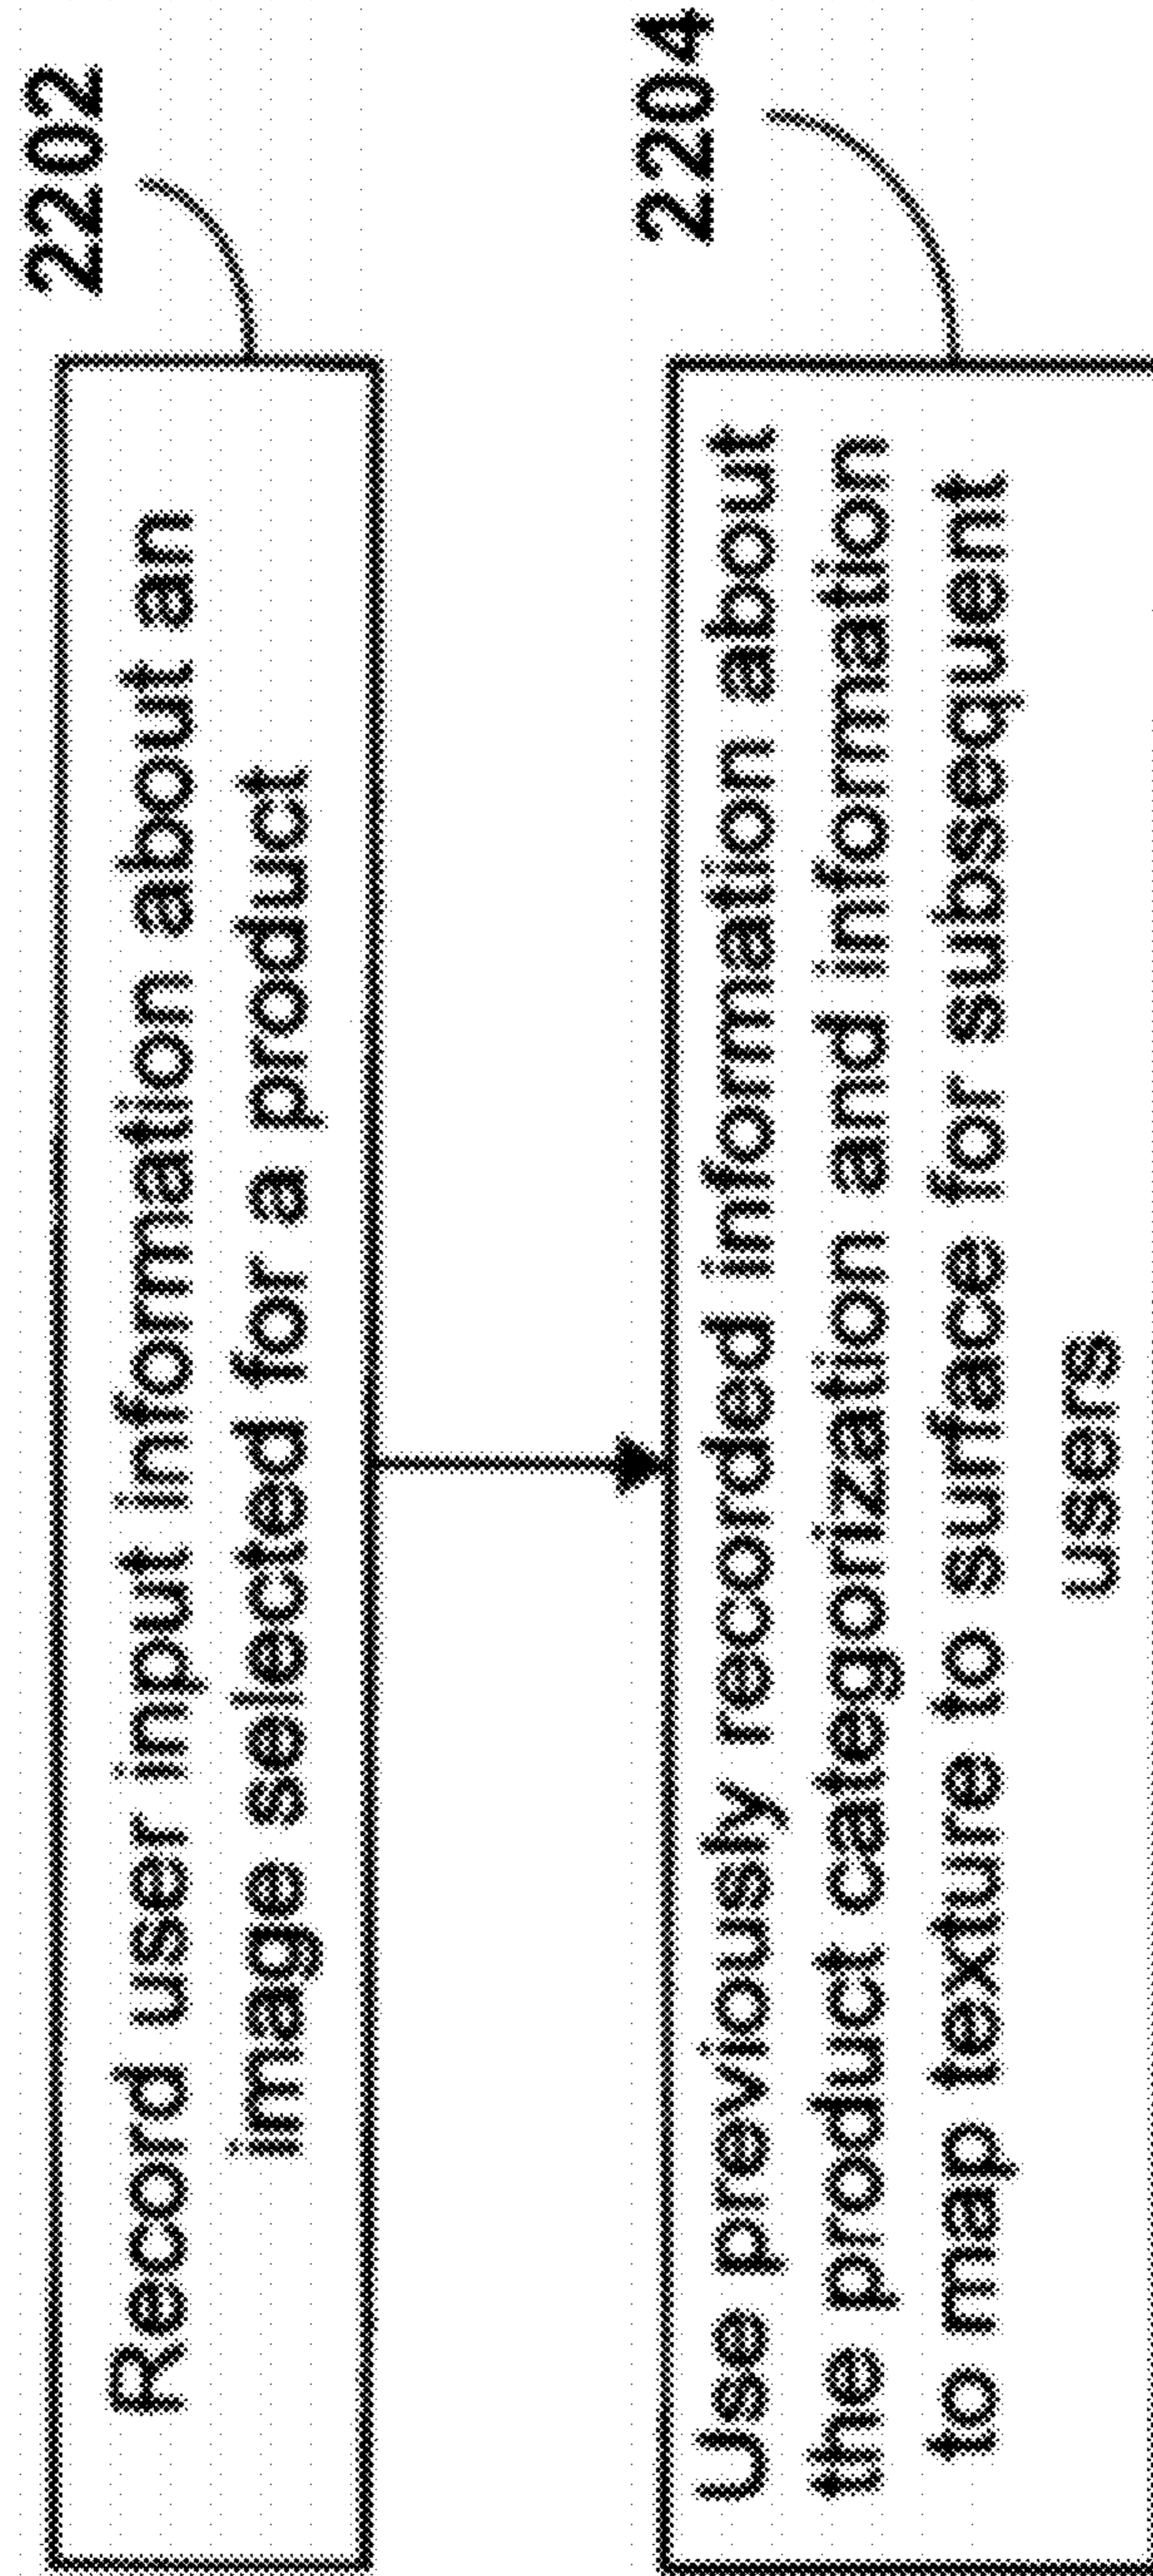 2202
Record user input information about an
image selected for a product
2204
Use previously recorded information about
the product categorization and information
to map texture to surface for subsequent
users